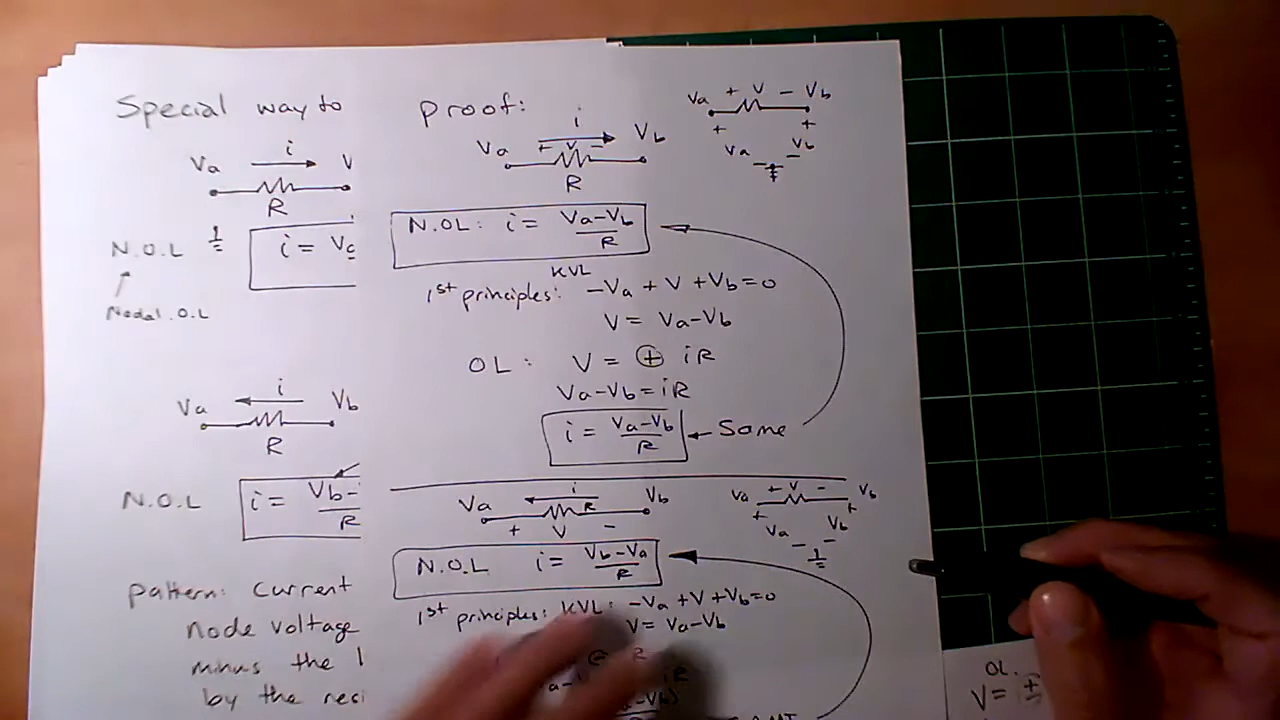 Special way to
Va i V
R
N.O.L i = Vc
Nodal O.L
Va i Vb
R
N.O.L i = Vb-
R
pattern: current
node voltage
minus the l
by the resi
proof:
i
Va + V - Vb
R
Va + V - Vb
+ +
Va - - Vb
N.OL: i = Va-Vb
R
KVL
1st principles: -Va + V + Vb = 0
V = Va-Vb
OL: V = + iR
Va-Vb = iR
i = Va-Vb
R
Same
Va i R Vb
+ V -
Va + V - Vb
+ +
Va - - Vb
N.O.L i = Vb-Va
R
1st principles: KVL: -Va + V + Vb = 0
V = Va-Vb
iR
OL.
V = ±